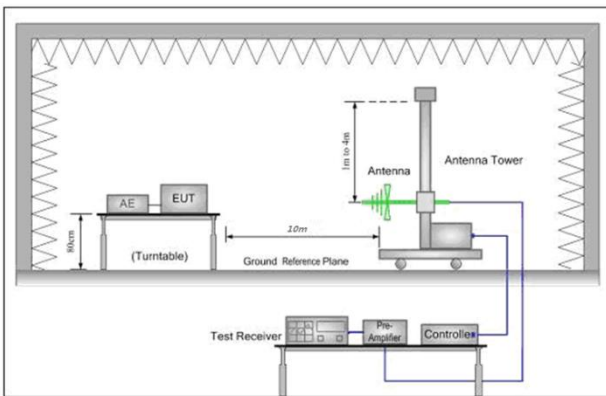 1m to 4m
Antenna
Antenna Tower
AE
EUT
80cm
(Turntable)
10m
Ground Reference Plane
Test Receiver
Pre-
Amplifier
Controller